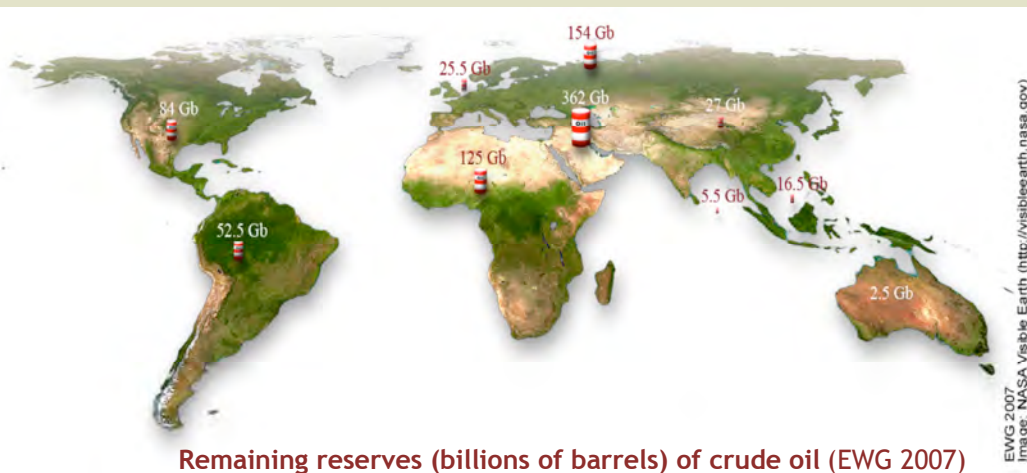 154 Gb
25.5 Gb
362 Gb
27 Gb
84 Gb
125 Gb
16.5 Gb
5.5 Gb
52.5 Gb
2.5 Gb
Remaining reserves (billions of barrels) of crude oil (EWG 2007)
EWG 2007
Image: NASA Visible Earth (http://visibleearth.nasa.gov)